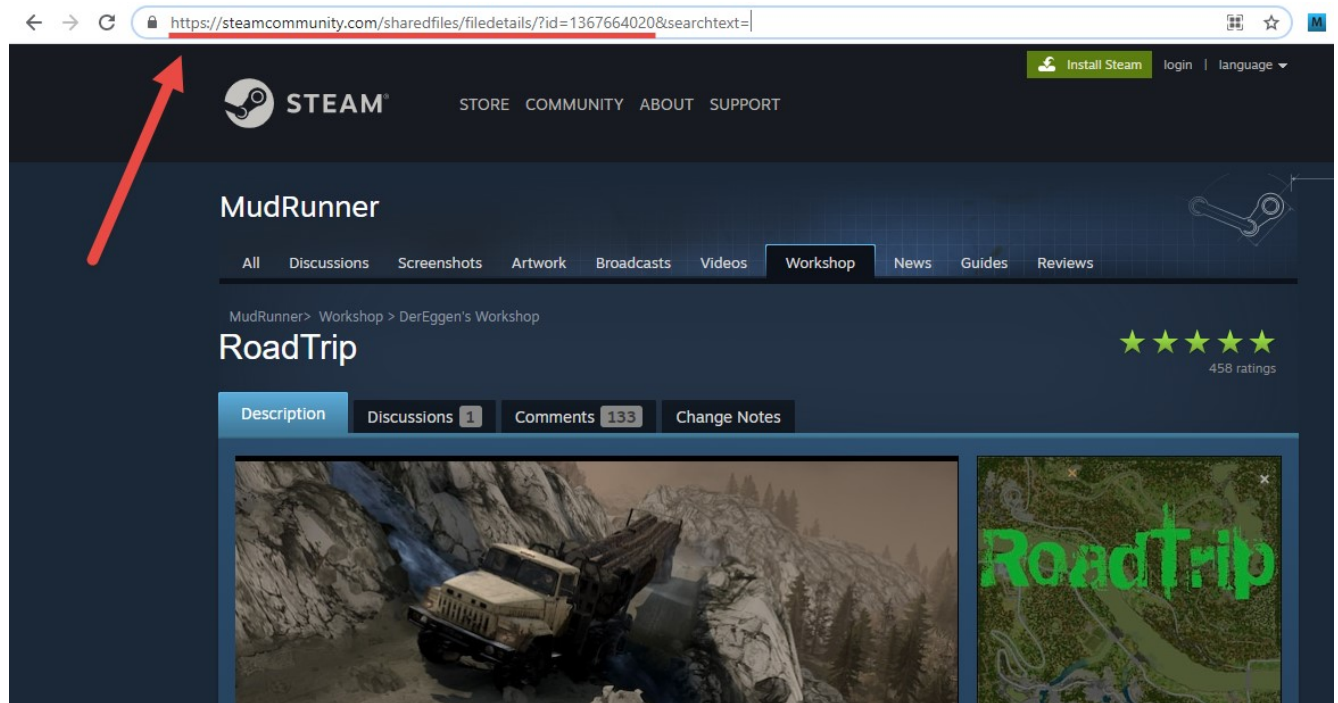 https://steamcommunity.com/sharedfiles/filedetails/?id=1367664020&searchtext=
M
Install Steam login | language
STEAM® STORE COMMUNITY ABOUT SUPPORT
MudRunner
All Discussions Screenshots Artwork Broadcasts Videos Workshop News Guides Reviews
MudRunner> Workshop > DerEggen's Workshop
RoadTrip
458 ratings
Description Discussions 1 Comments 133 Change Notes
RoadTrip